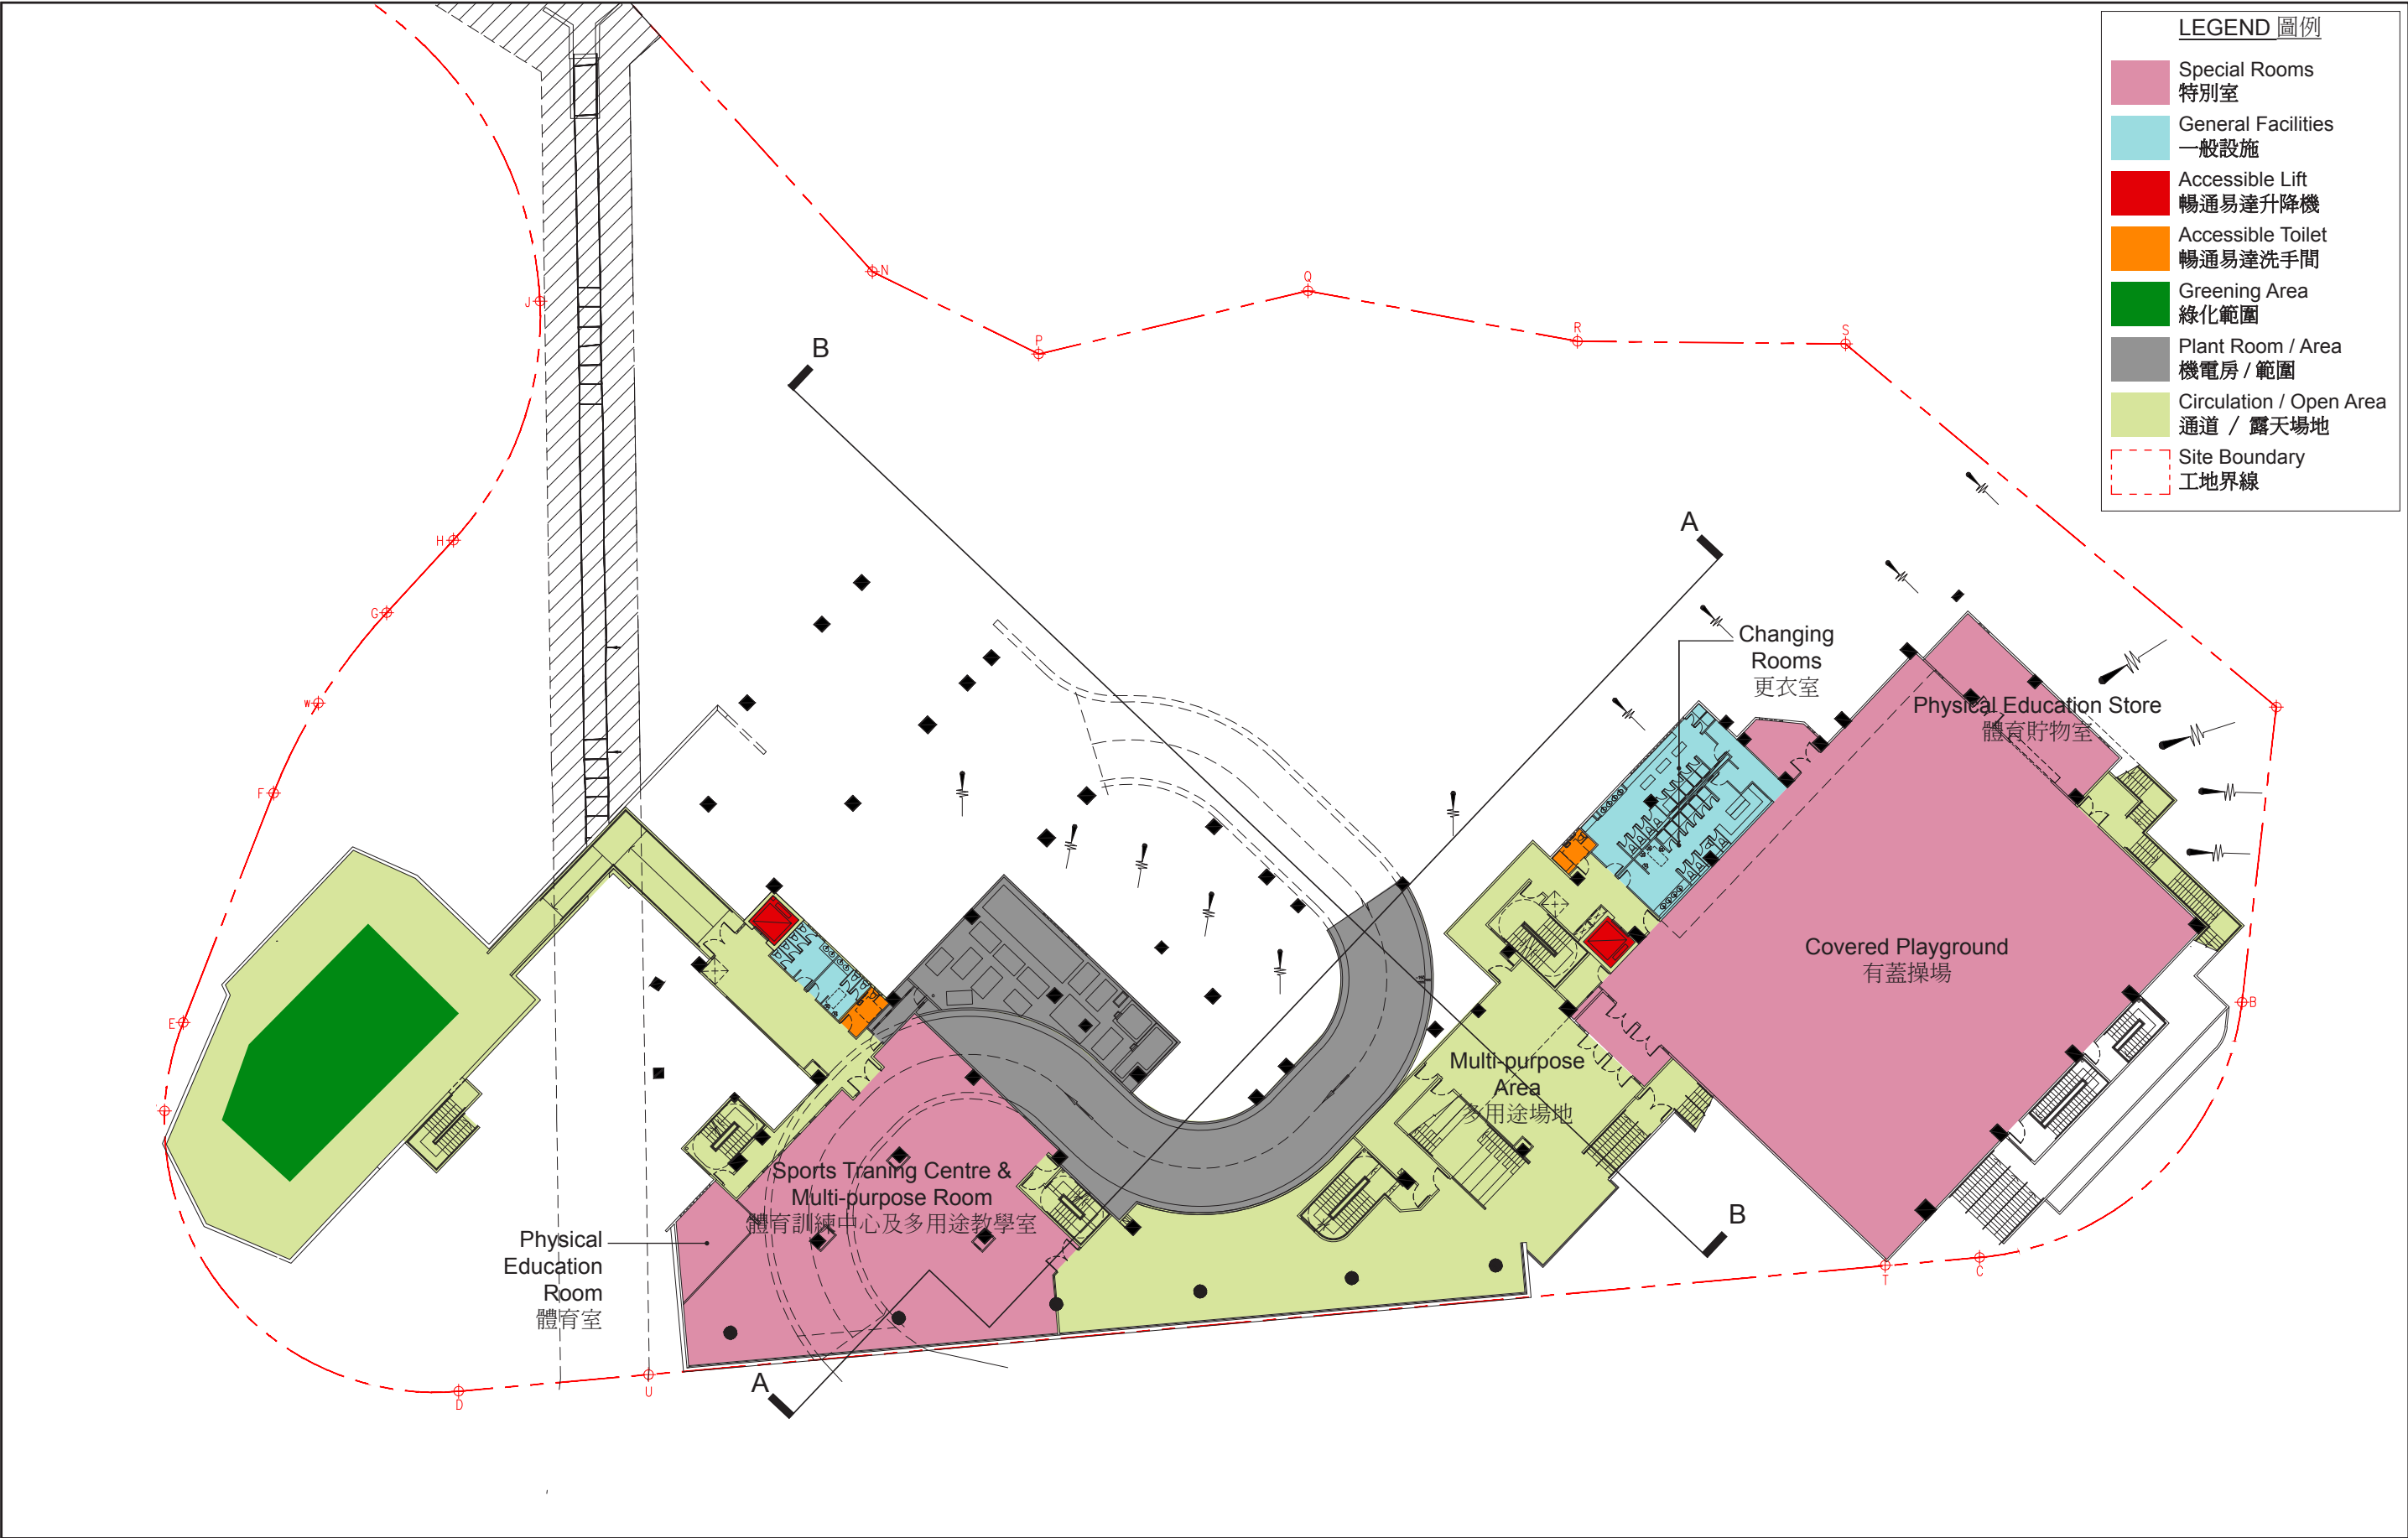 LEGEND 圖例
Special Rooms
特別室
General Facilities
一般設施
Accessible Lift
暢通易達升降機
Accessible Toilet
暢通易達洗手間
Greening Area
綠化範圍
Plant Room / Area
機電房 / 範圍
Circulation / Open Area
通道 / 露天場地
Site Boundary
工地界線
N
J
Q
P
R
S
B
A
H
G
W
F
E
Changing
Rooms
更衣室
Physical Education Store
體育貯物室
Covered Playground
有蓋操場
B
Multi-purpose
Area
多用途場地
Sports Traning Centre &
Multi-purpose Room
體育訓練中心及多用途教學室
Physical
Education
Room
體育室
B
T
C
A
U
D